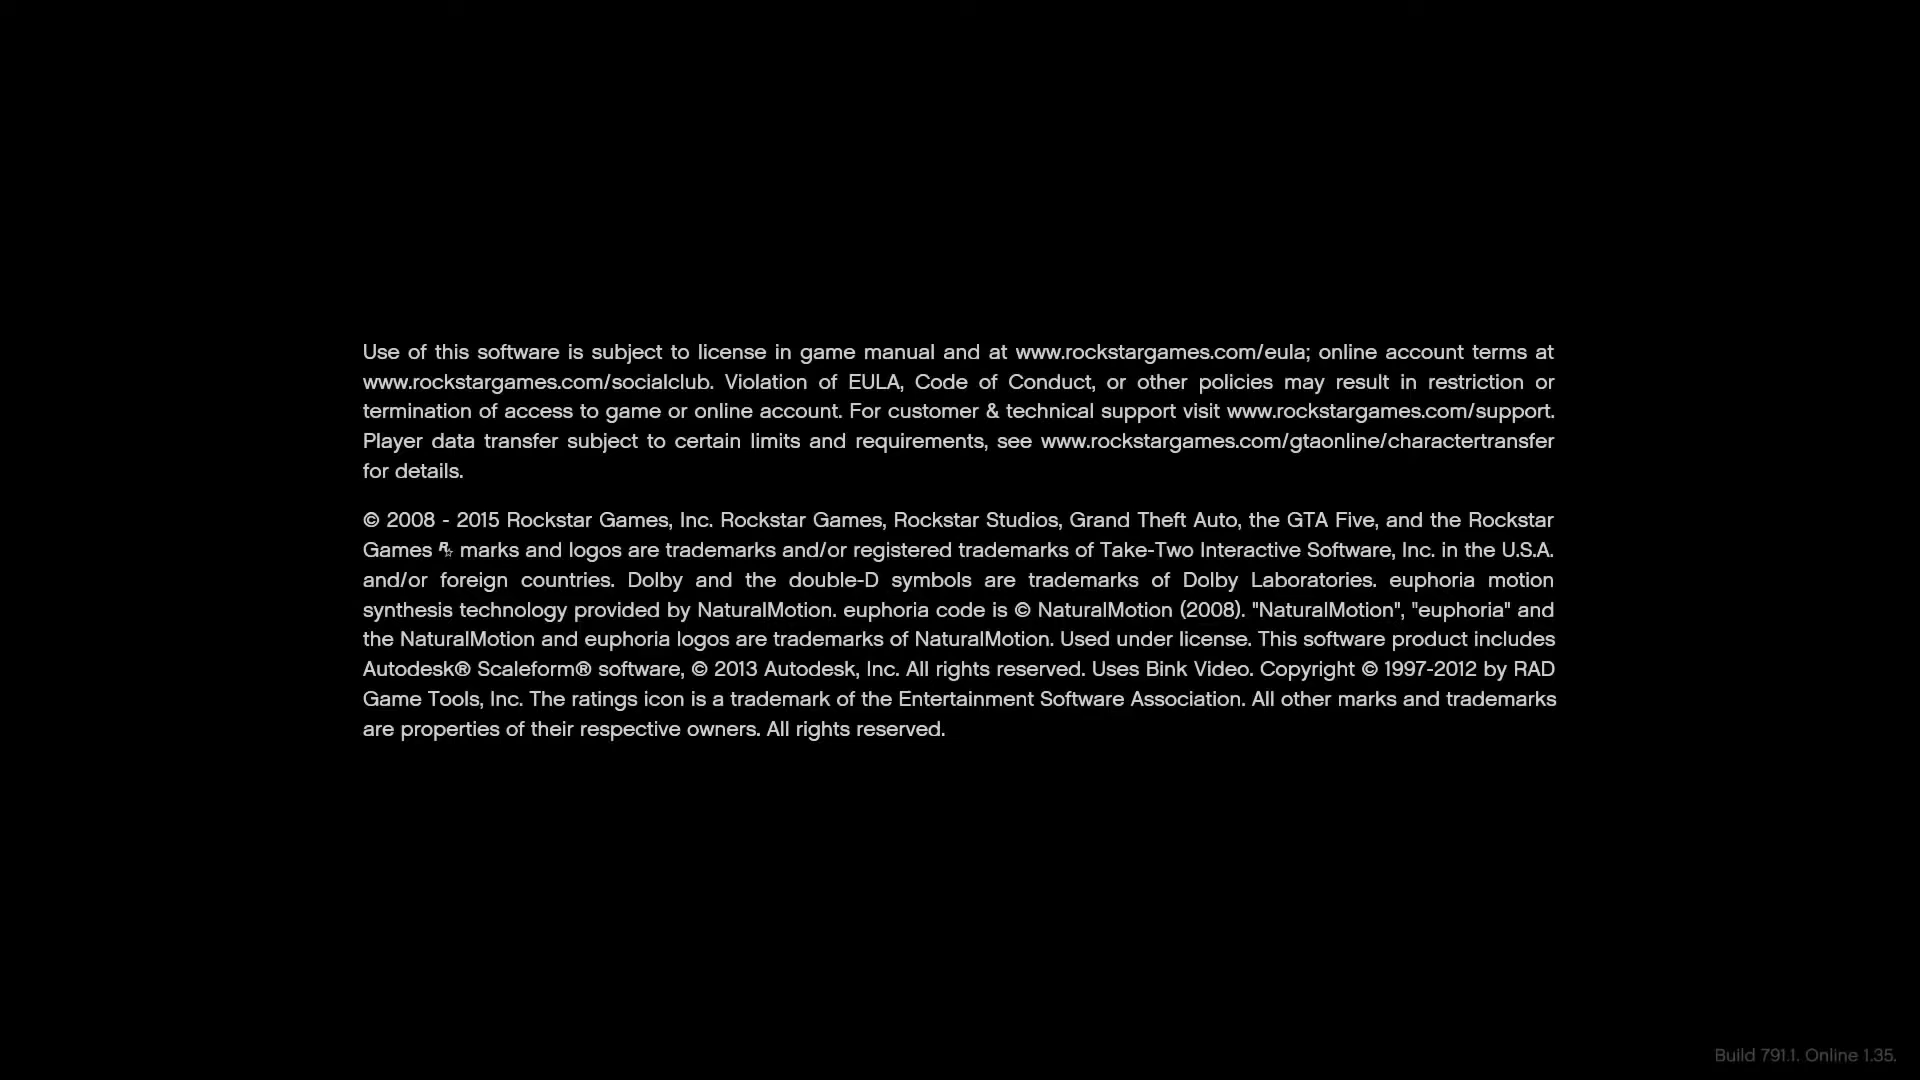 Use of this software is subject to license in game manual and at www.rockstargames.com/eula; online account terms at
www.rockstargames.com/socialclub. Violation of EULA, Code of Conduct, or other policies may result in restriction or
termination of access to game or online account. For customer & technical support visit www.rockstargames.com/support.
Player data transfer subject to certain limits and requirements, see www.rockstargames.com/gtaonline/charactertransfer
for details.
© 2008 - 2015 Rockstar Games, Inc. Rockstar Games, Rockstar Studios, Grand Theft Auto, the GTA Five, and the Rockstar
Games R☆ marks and logos are trademarks and/or registered trademarks of Take-Two Interactive Software, Inc. in the U.S.A.
and/or foreign countries. Dolby and the double-D symbols are trademarks of Dolby Laboratories. euphoria motion
synthesis technology provided by NaturalMotion. euphoria code is © NaturalMotion (2008). "NaturalMotion", "euphoria" and
the NaturalMotion and euphoria logos are trademarks of NaturalMotion. Used under license. This software product includes
Autodesk® Scaleform® software, © 2013 Autodesk, Inc. All rights reserved. Uses Bink Video. Copyright © 1997-2012 by RAD
Game Tools, Inc. The ratings icon is a trademark of the Entertainment Software Association. All other marks and trademarks
are properties of their respective owners. All rights reserved.
Build 791.1. Online 1.35.